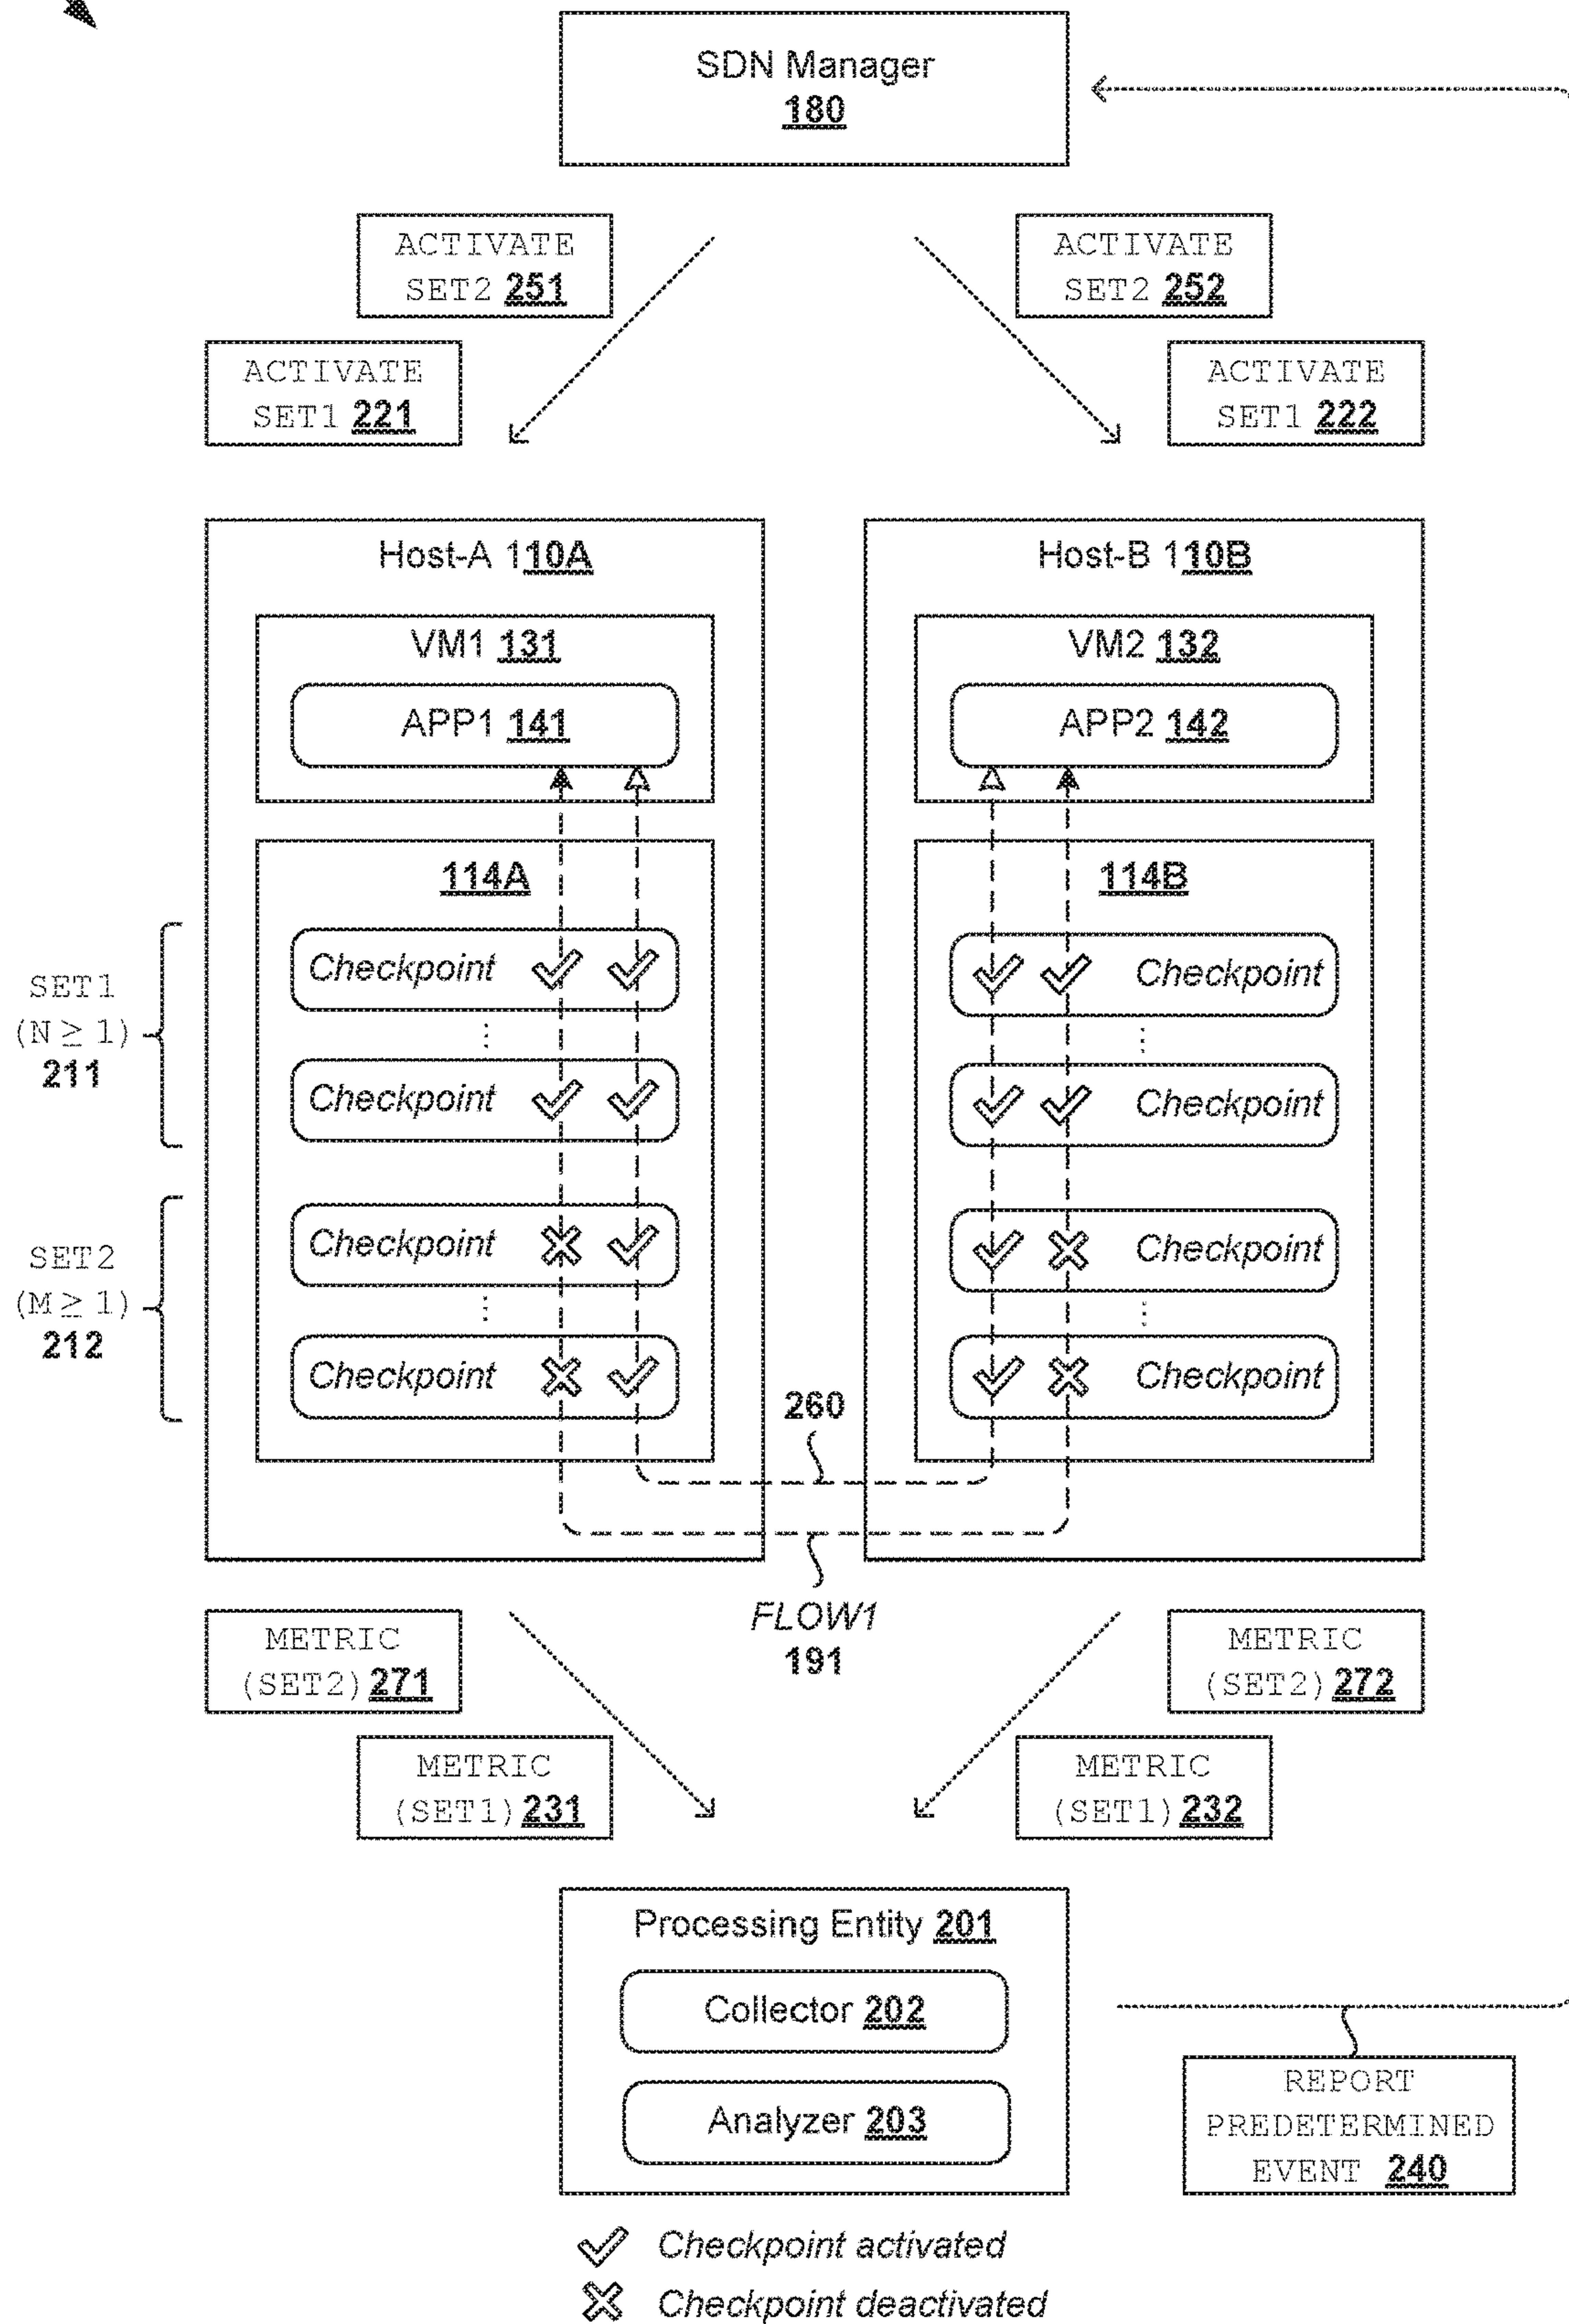 SDN Manager
180
ACTIVATE
SET2 251
ACTIVATE
SET2 252
ACTIVATE
SET1 221
ACTIVATE
SET1 222
Host-A 110A
Host-B 110B
VM1 131
VM2 132
APP1 141
APP2 142
114A
114B
SET1
(N ≥ 1)
211
Checkpoint
Checkpoint
Checkpoint
Checkpoint
SET2
(M ≥ 1)
212
Checkpoint
Checkpoint
Checkpoint
Checkpoint
260
FLOW1
191
METRIC
(SET2) 271
METRIC
(SET2) 272
METRIC
(SET1) 231
METRIC
(SET1) 232
Processing Entity 201
Collector 202
Analyzer 203
REPORT
PREDETERMINED
EVENT 240
Checkpoint activated
Checkpoint deactivated